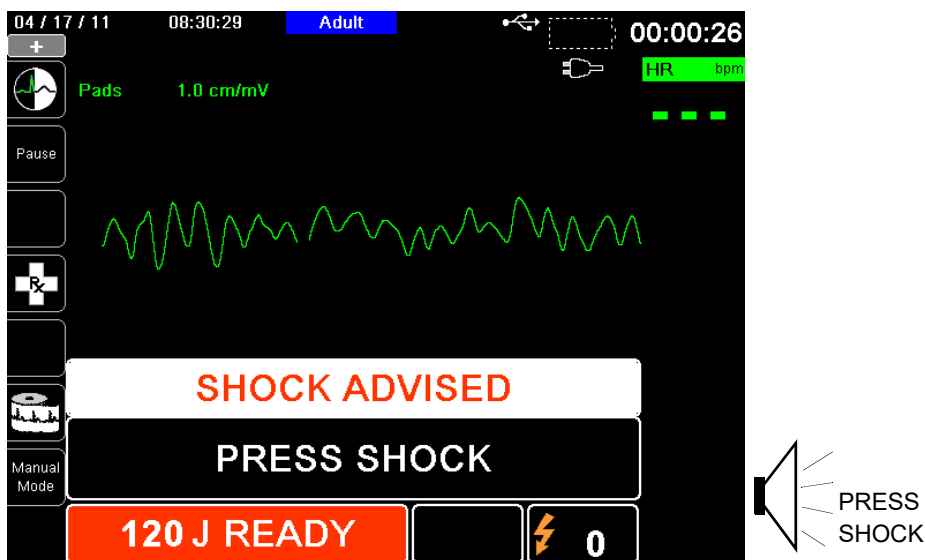 04 / 17 / 11 08:30:29 Adult 00:00:26
+
HR bpm
Pads 1.0 cm/mV
- - -
Pause
Rx
SHOCK ADVISED
PRESS SHOCK
Manual
Mode
120 J READY 0
PRESS
SHOCK